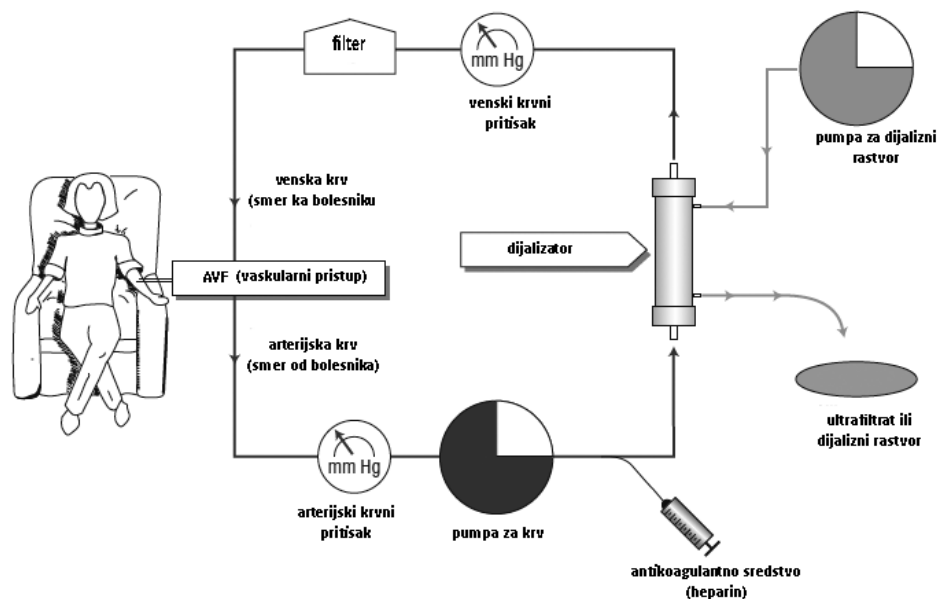 filter
mm Hg
venski krvni
pritisak
pumpa za dijalizni
rastvor
venska krv
(smer ka bolesniku
dijalizator
AVF (vaskularni pristup)
arterijska krv
(smer od bolesnika)
ultrafiltrat ili
dijalizni rastvor
mm Hg
arterijski krvni
pritisak
pumpa za krv
antikoagulantno sredstvo
(heparin)